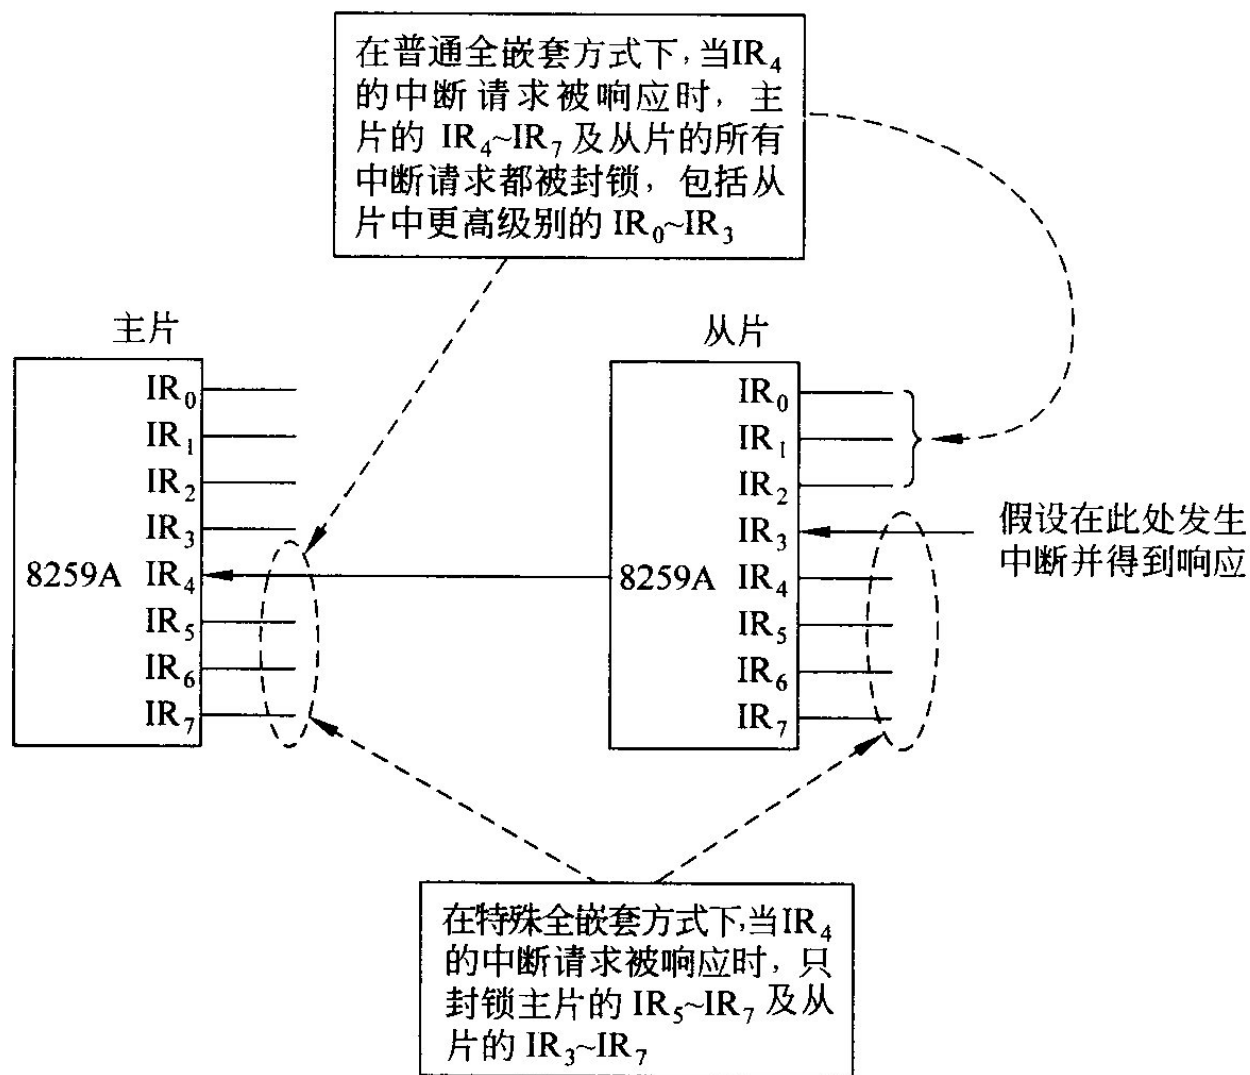 在普通全嵌套方式下,当IR4
的中断请求被响应时,主
片的 IR4~IR7 及从片的所有
中断请求都被封锁,包括从
片中更高级别的 IR0~IR3
主片
IR0
IR1
IR2
IR3
8259A IR4
IR5
IR6
IR7
从片
IR0
IR1
IR2
IR3
8259A IR4
IR5
IR6
IR7
假设在此处发生
中断并得到响应
在特殊全嵌套方式下,当IR4
的中断请求被响应时,只
封锁主片的 IR5~IR7 及从
片的 IR3~IR7